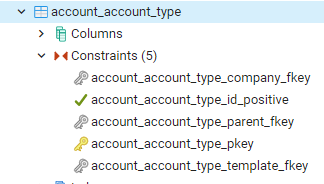 account_account_type
Columns
Constraints (5)
account_account_type_company_fkey
account_account_type_id_positive
account_account_type_parent_fkey
account_account_type_pkey
account_account_type_template_fkey